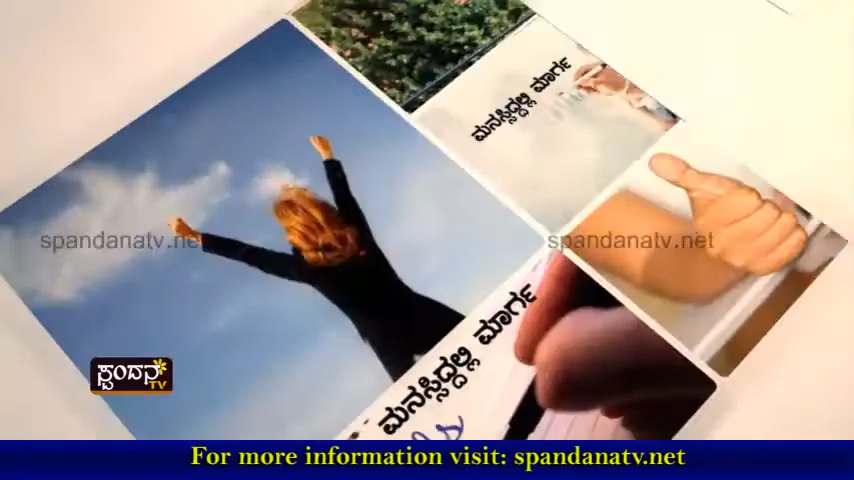 ಮನಸ್ಸಿದ್ದಲ್ಲಿ ಮಾರ್ಗ
spandanatv.net
spandanatv.net
ಮನಸ್ಸಿದ್ದಲ್ಲಿ ಮಾರ್ಗ
ಸ್ಪಂದನ
TV
For more information visit: spandanatv.net